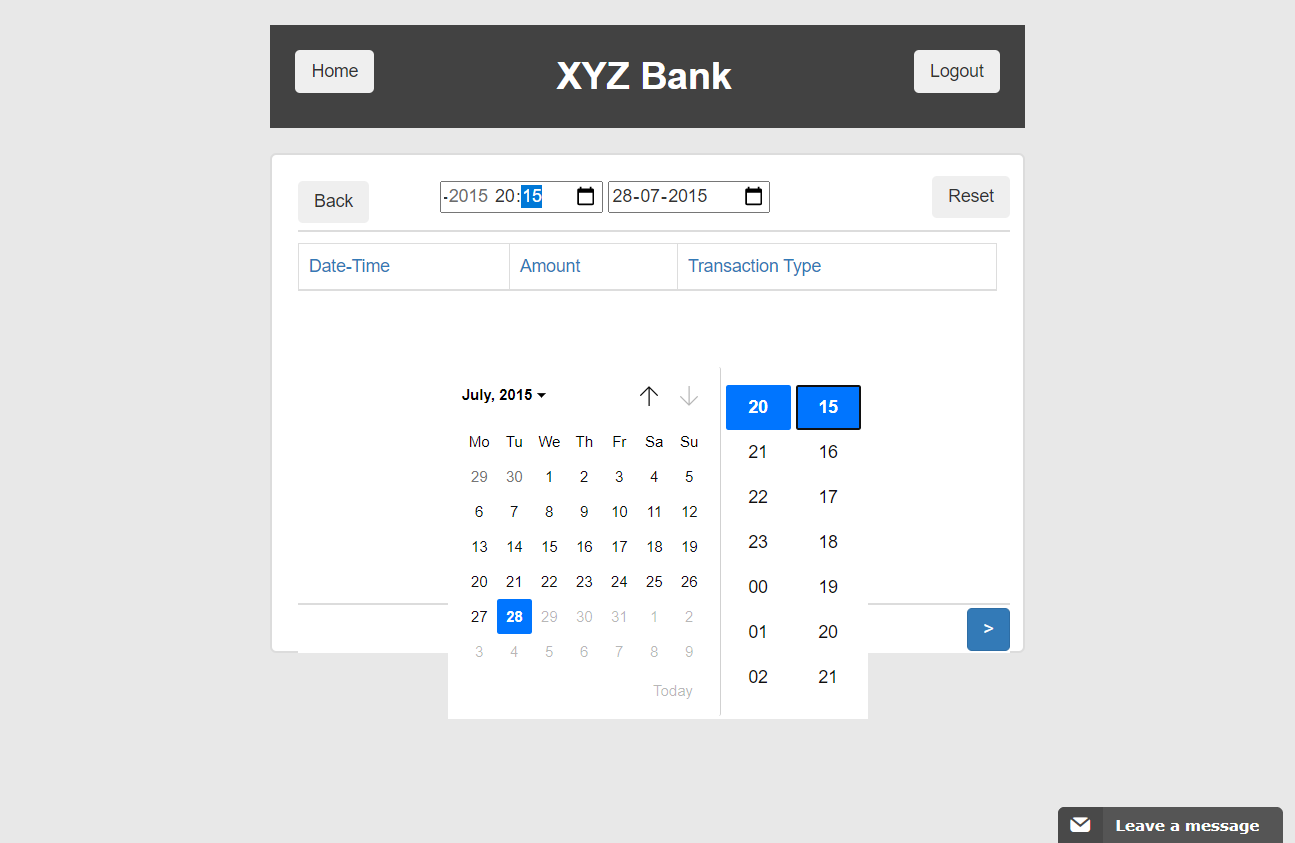 Home
XYZ Bank
Logout
Back
-2015 20:15
28-07-2015
Reset
Date-Time
Amount
Transaction Type
July, 2015
Mo Tu We Th Fr Sa Su
29 30 1 2 3 4 5
6 7 8 9 10 11 12
13 14 15 16 17 18 19
20 21 22 23 24 25 26
27 28 29 30 31 1 2
3 4 5 6 7 8 9
Today
20 15
21 16
22 17
23 18
00 19
01 20
02 21
>
Leave a message